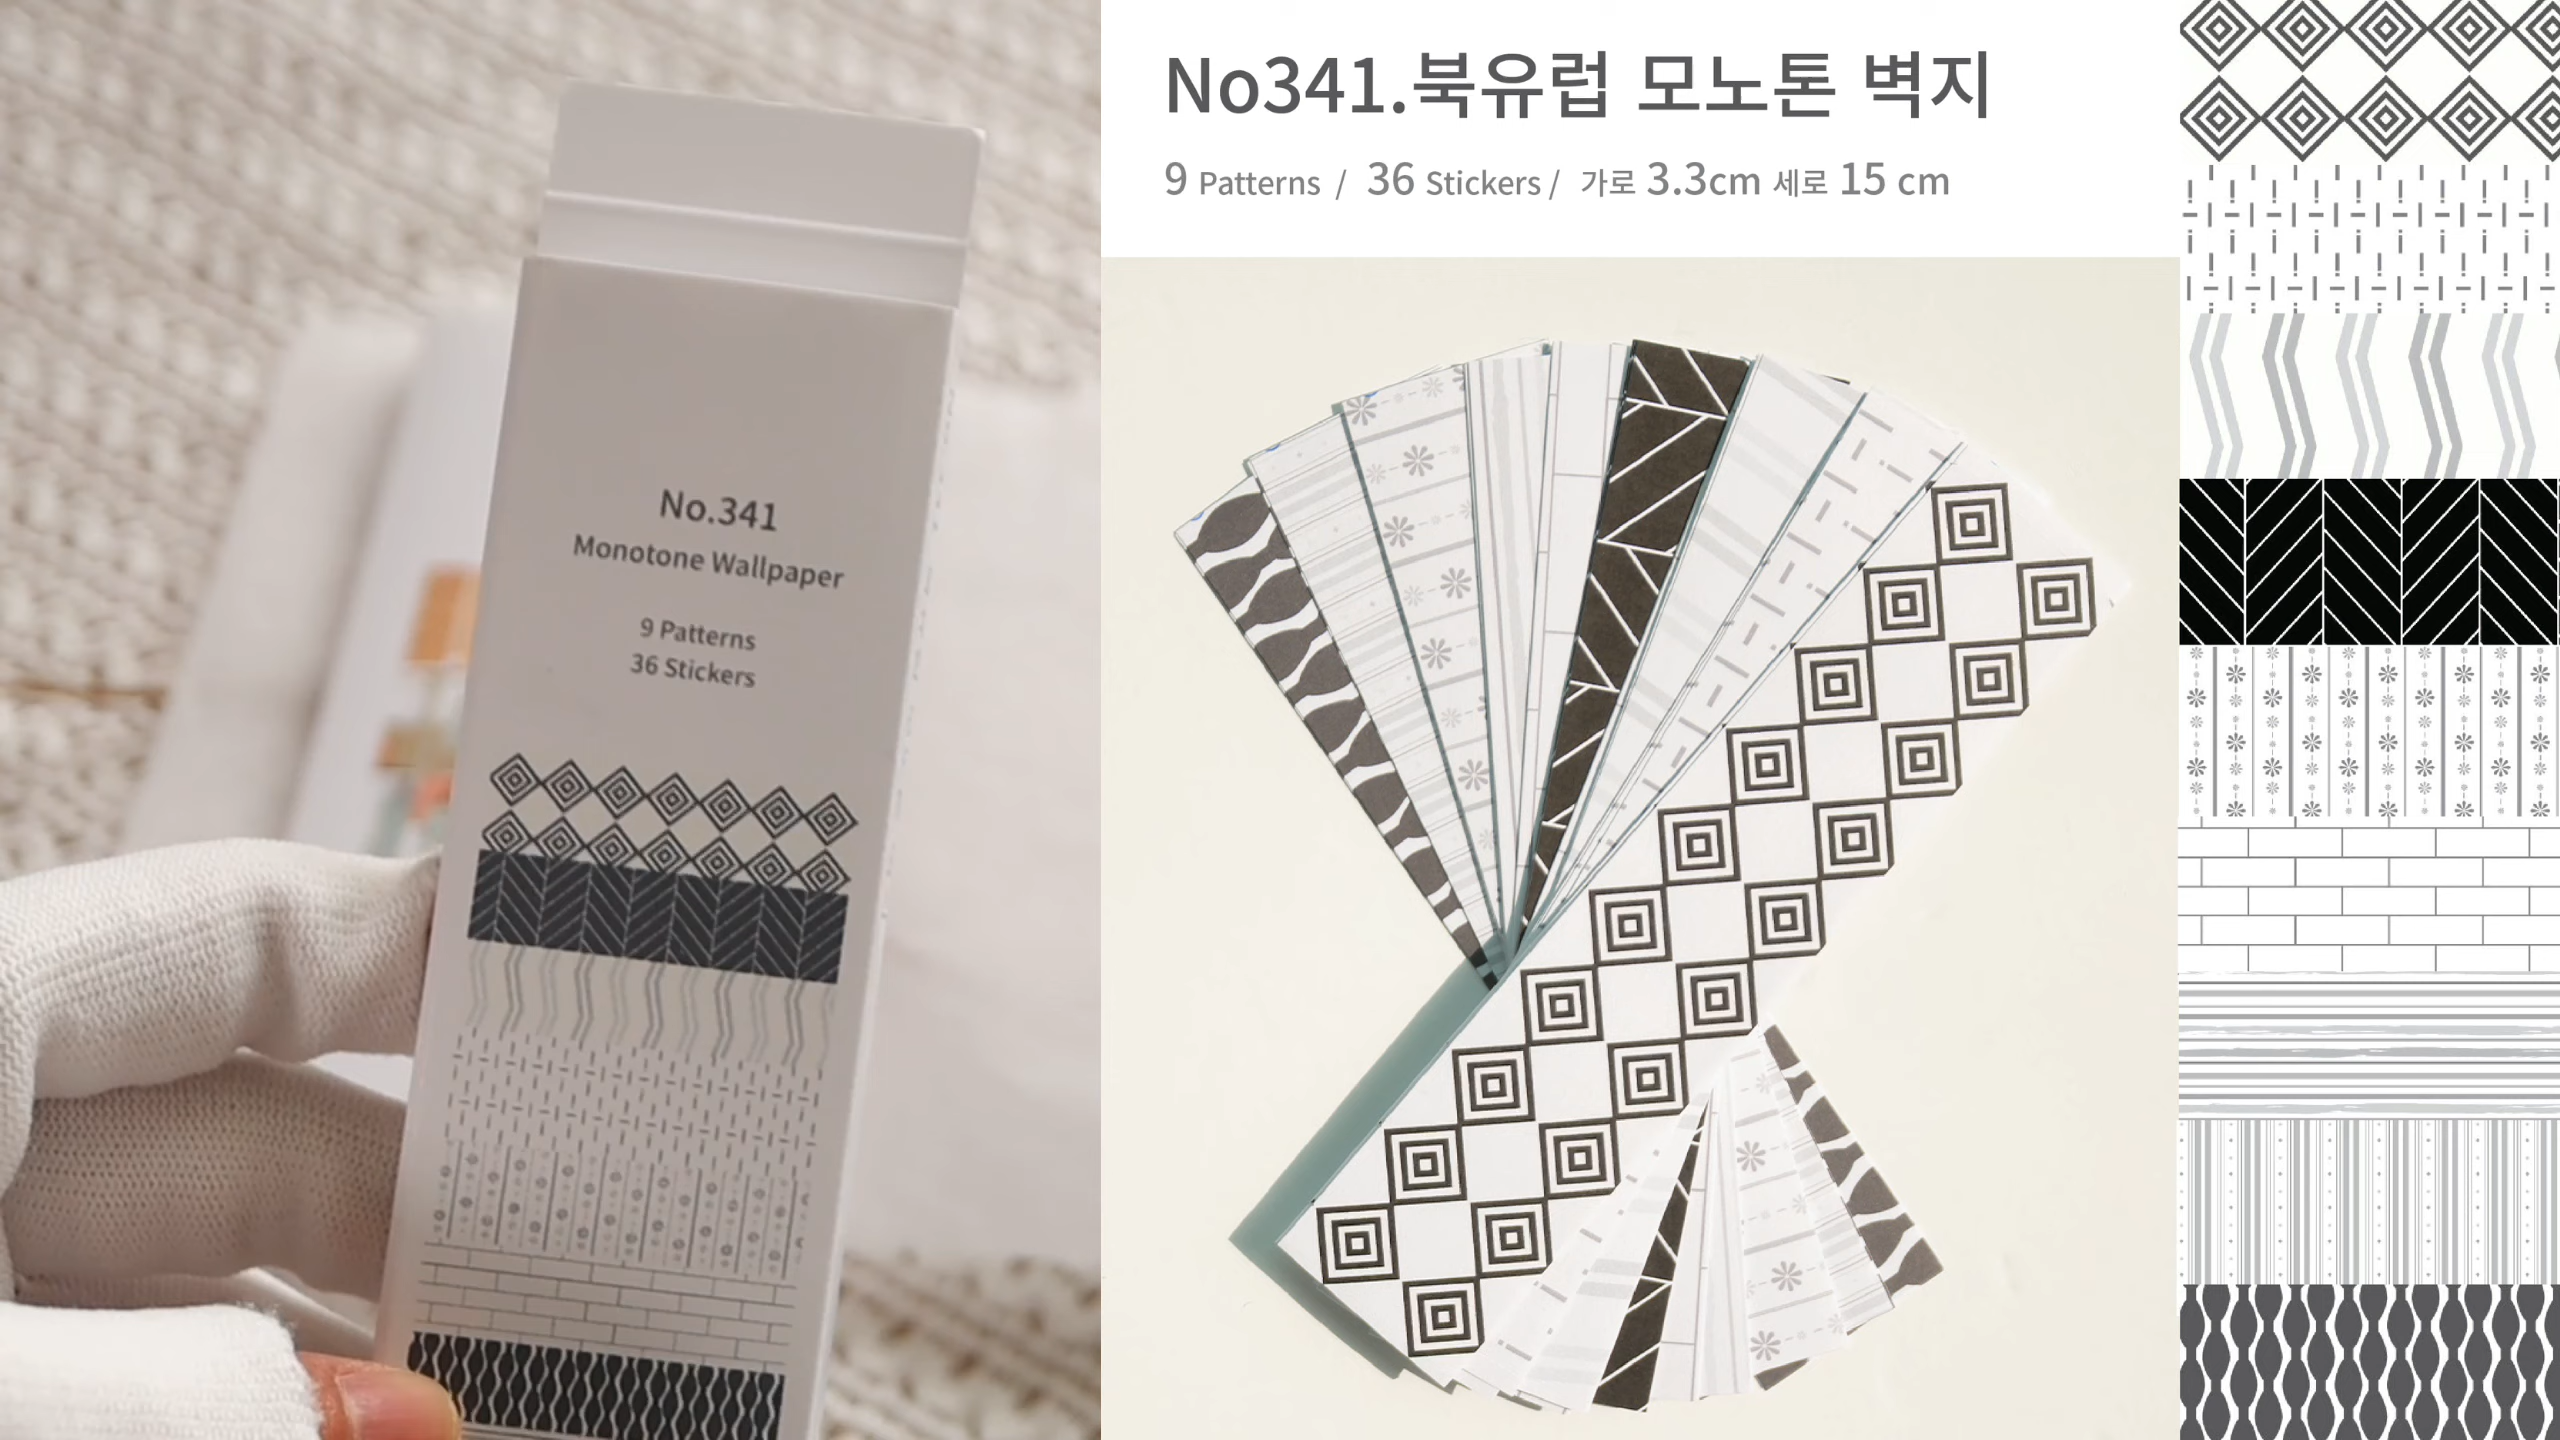 No.341
Monotone Wallpaper
9 Patterns
36 Stickers
No341.북유럽 모노톤 벽지
9 Patterns / 36 Stickers / 가로 3.3cm 세로 15 cm